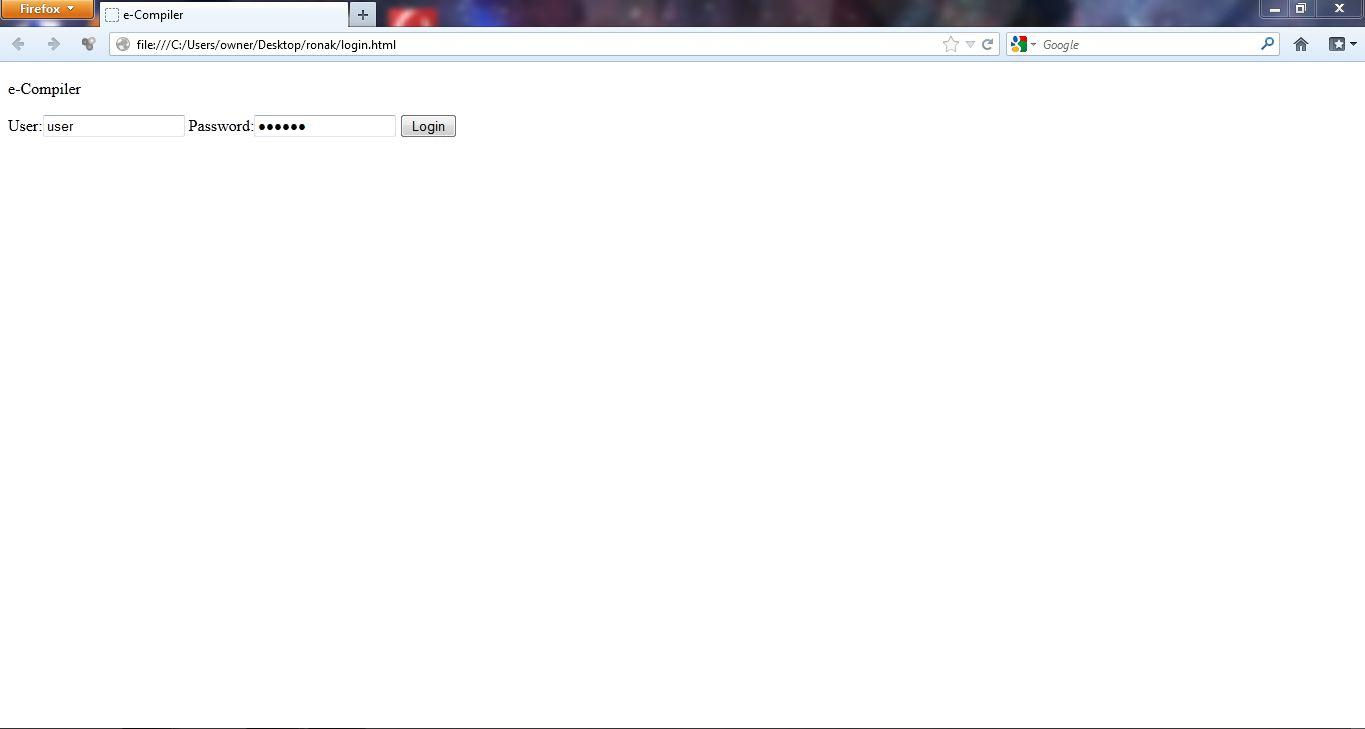 Firefox
e-Compiler
file:///C:/Users/owner/Desktop/ronak/login.html
Google
e-Compiler
User: user Password: •••••• Login